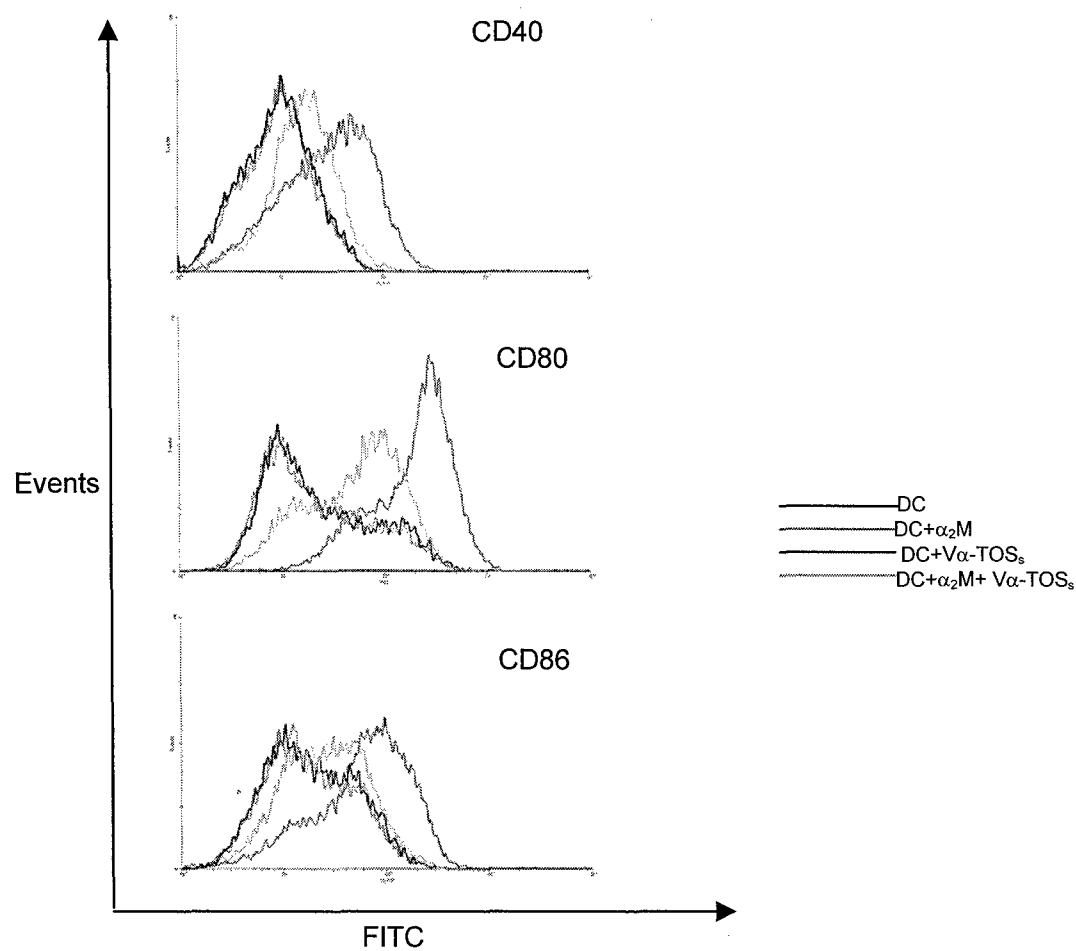 CD40
CD80
Events
DC
DC+α₂M
DC+Vα-TOSₛ
DC+α₂M+ Vα-TOSₛ
CD86
FITC